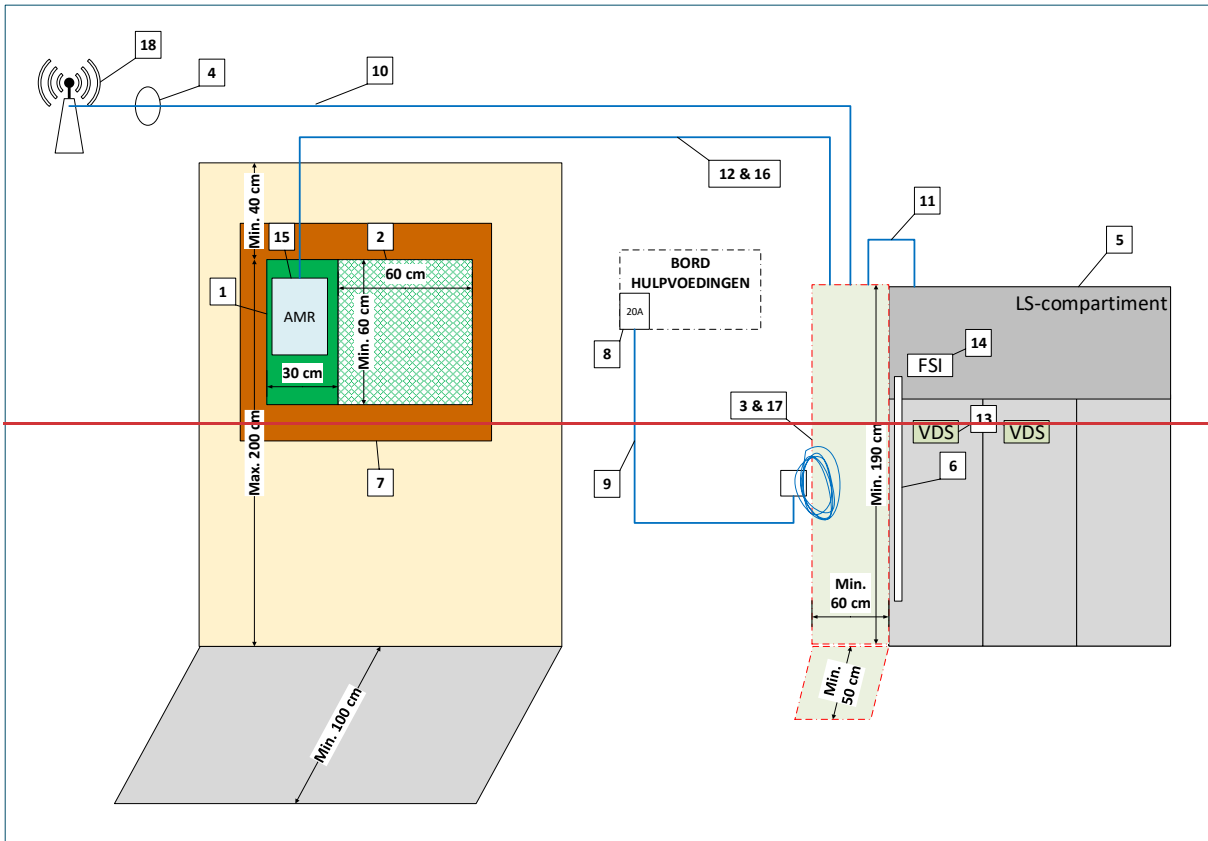 18
4
10
12 & 16
11
5
Min. 40 cm
15
2
60 cm
1
AMR
Min. 60 cm
30 cm
Max. 200 cm
7
Min. 100 cm
BORD
HULPVOEDINGEN
20A
8
9
3 & 17
Min. 190 cm
Min.
60 cm
Min.
50 cm
LS-compartiment
14
FSI
13
VDS
VDS
6